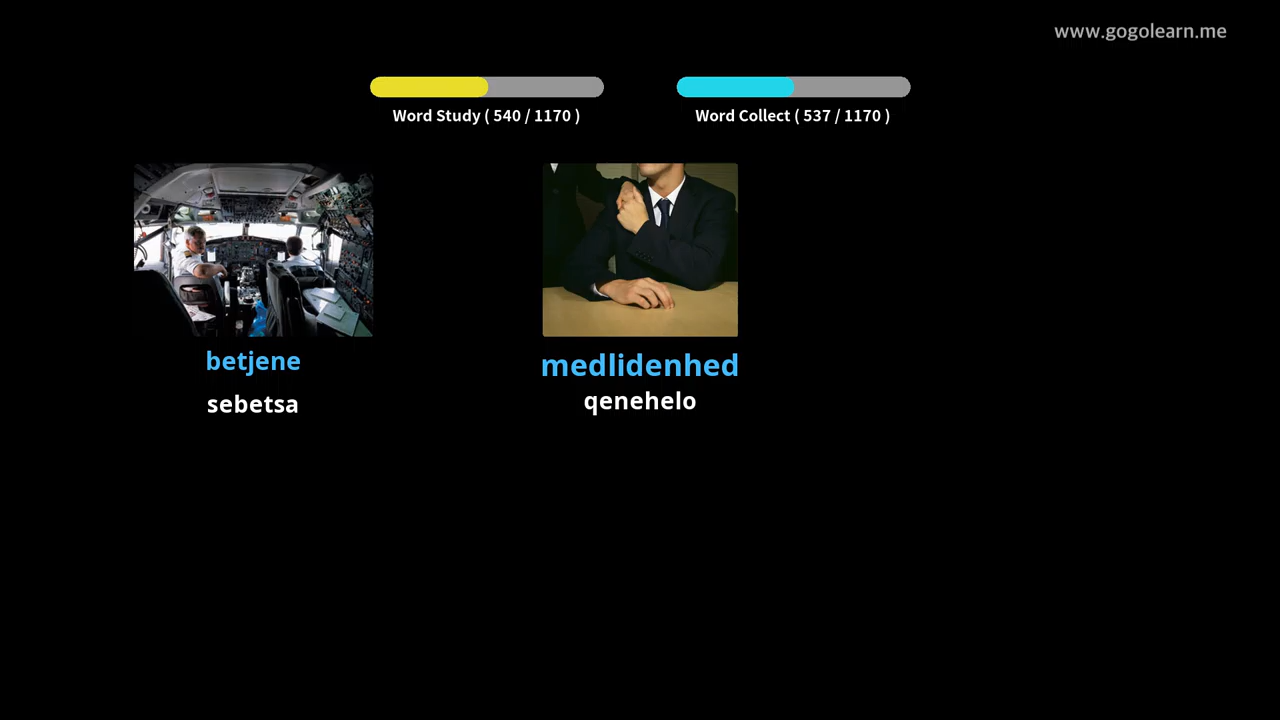 www.gogolearn.me
Word Study ( 540 / 1170 )
Word Collect ( 537 / 1170 )
betjene
sebetsa
medlidenhed
qenehelo